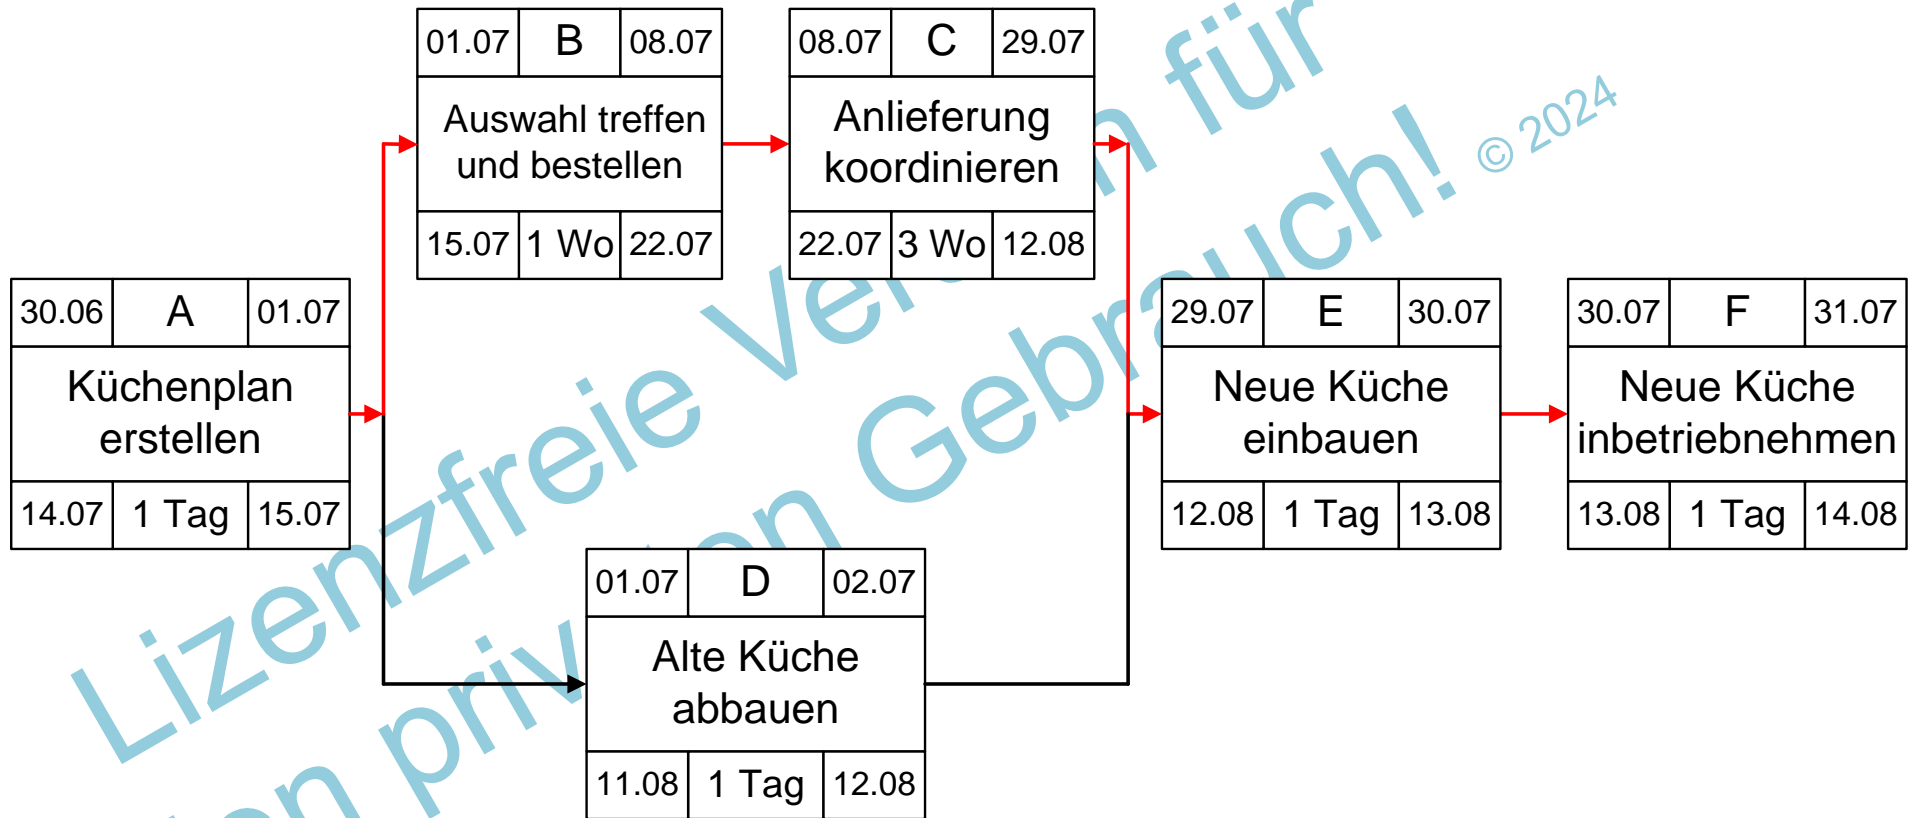 01.07 B 08.07
Auswahl treffen
und bestellen
15.07 1 Wo 22.07
08.07 C 29.07
Anlieferung
koordinieren
22.07 3 Wo 12.08
30.06 A 01.07
Küchenplan
erstellen
14.07 1 Tag 15.07
29.07 E 30.07
Neue Küche
einbauen
12.08 1 Tag 13.08
30.07 F 31.07
Neue Küche
inbetriebnehmen
13.08 1 Tag 14.08
01.07 D 02.07
Alte Küche
abbauen
11.08 1 Tag 12.08
Lizenzfreie für
Gebrauch! © 2024